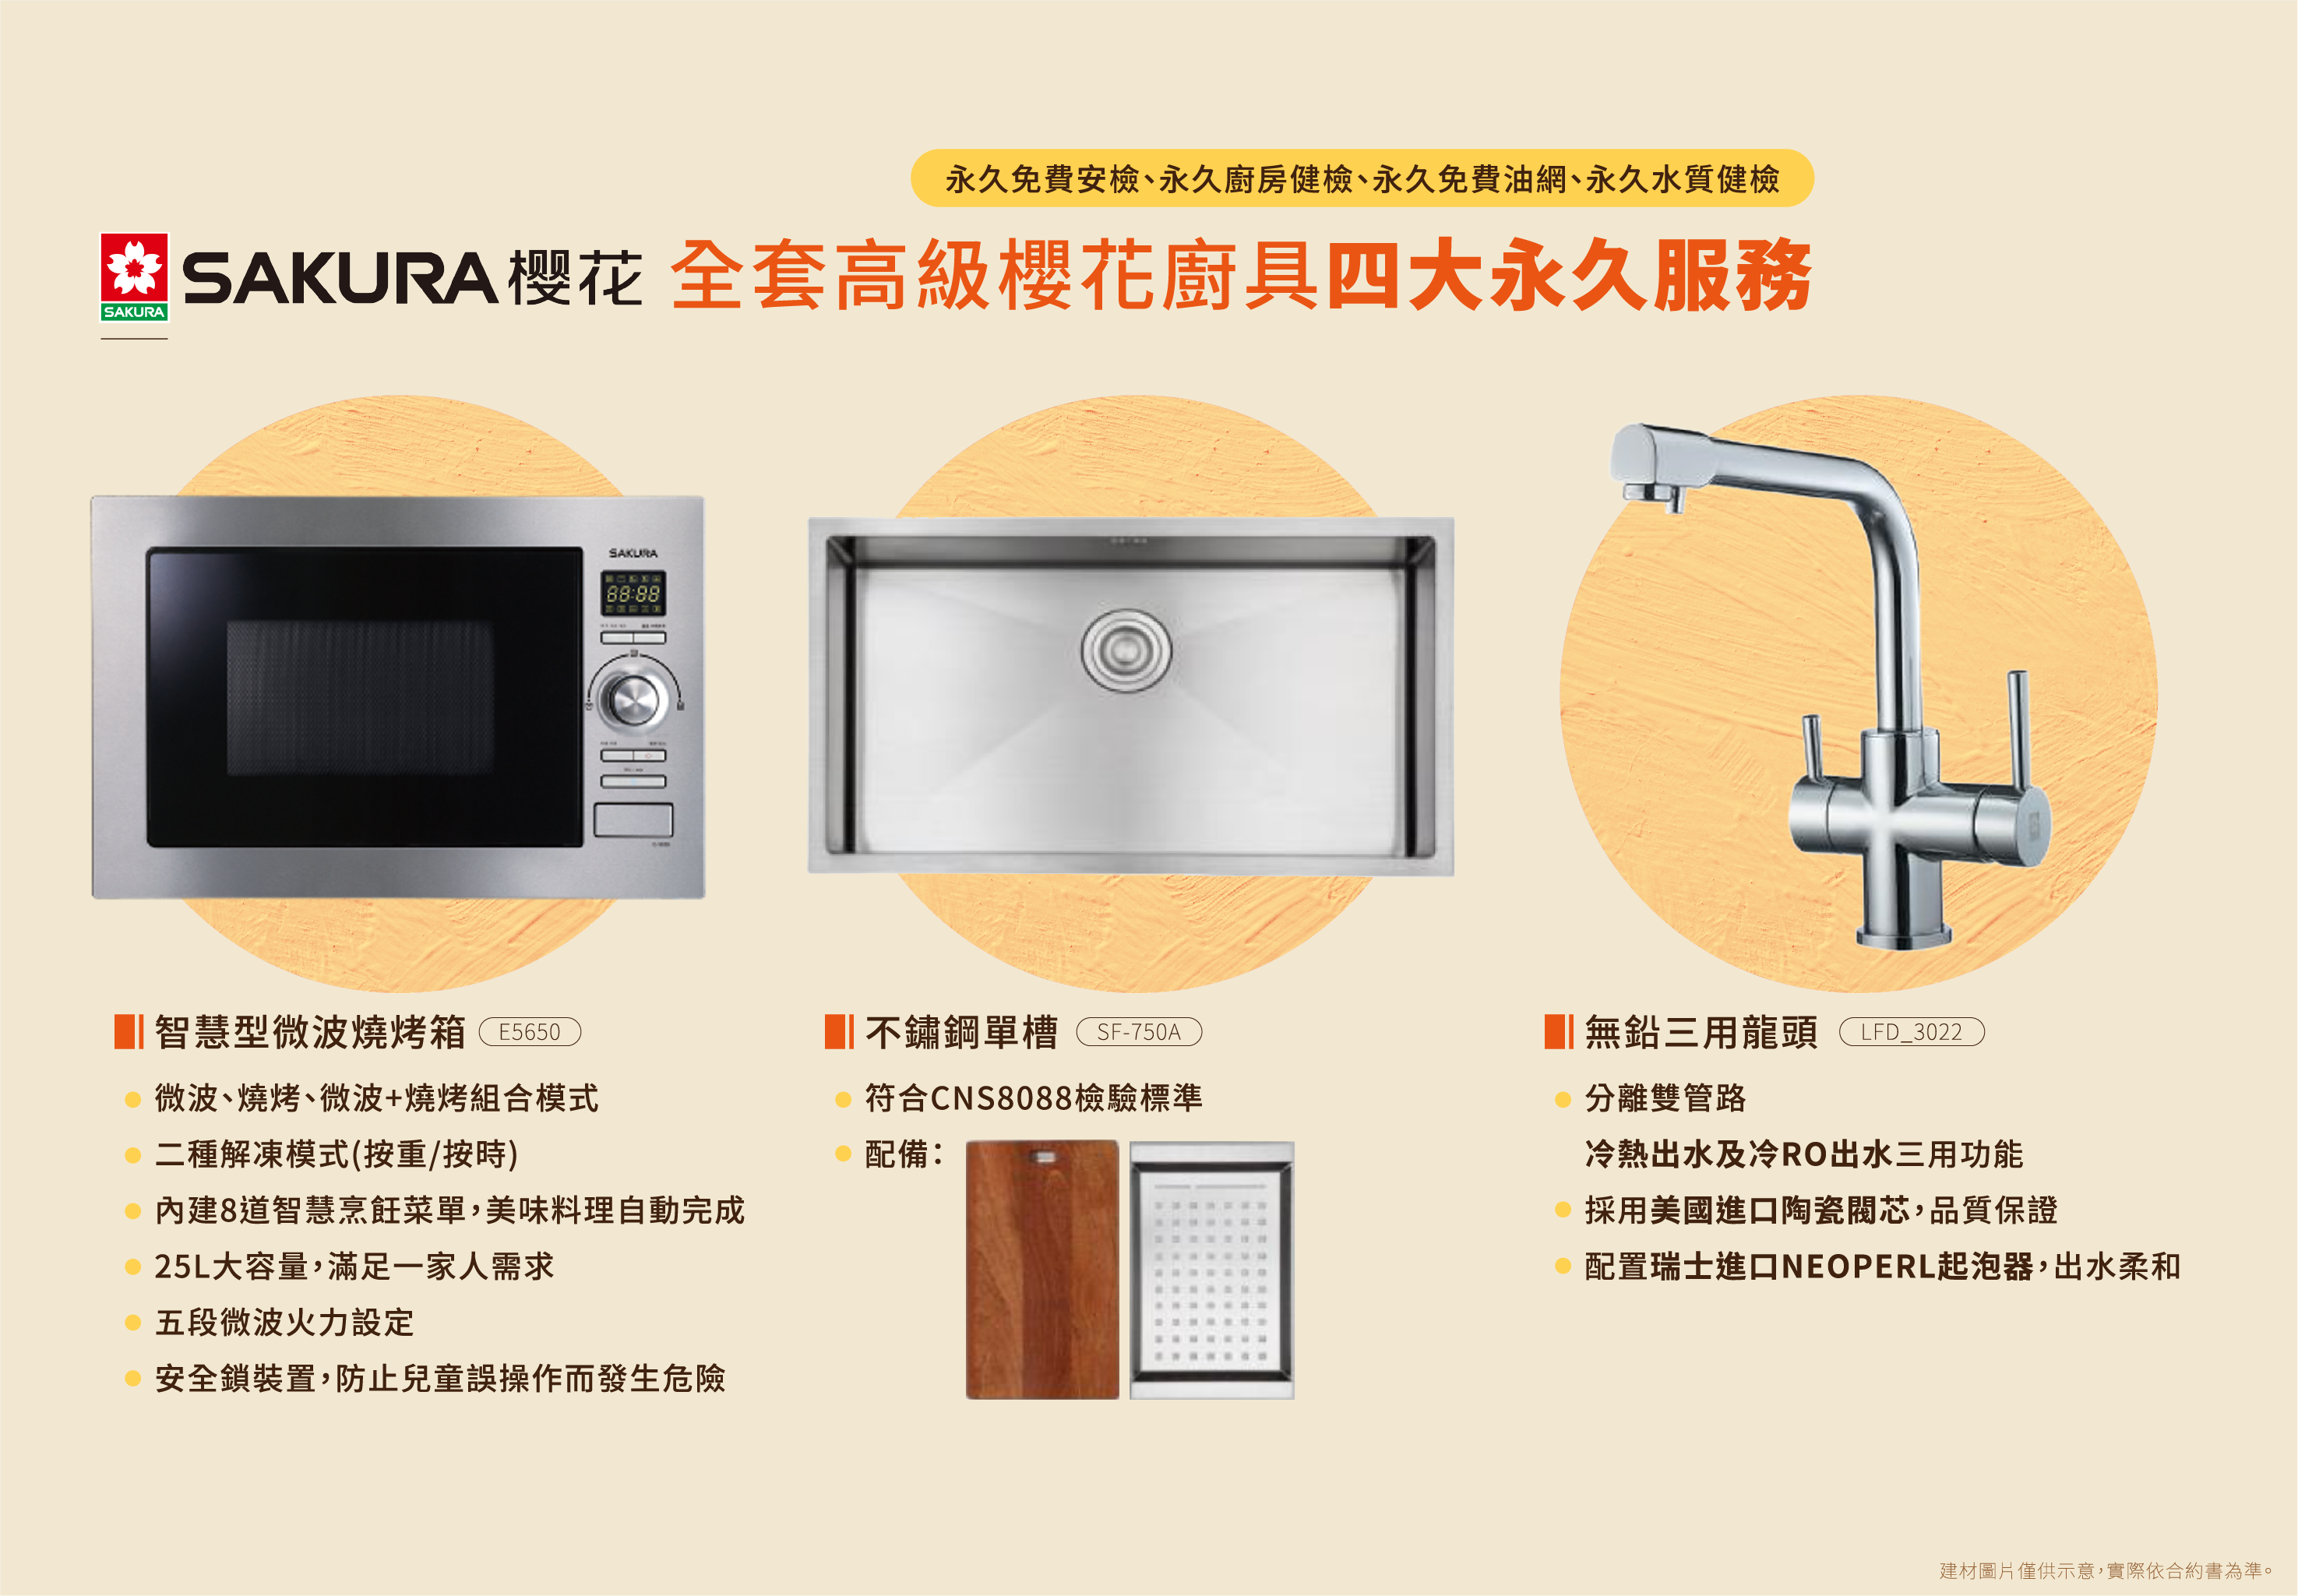 永久免費安檢、永久廚房健檢、永久免費油網、永久水質健檢
SAKURA
SAKURA櫻花 全套高級櫻花廚具四大永久服務
SAKURA
88:88
智慧型微波燒烤箱 E5650
微波、燒烤、微波+燒烤組合模式
二種解凍模式(按重/按時)
內建8道智慧烹飪菜單,美味料理自動完成
25L大容量,滿足一家人需求
五段微波火力設定
安全鎖裝置,防止兒童誤操作而發生危險
不鏽鋼單槽 SF-750A
符合CNS8088檢驗標準
配備:
無鉛三用龍頭 LFD_3022
分離雙管路
冷熱出水及冷RO出水三用功能
採用美國進口陶瓷閥芯,品質保證
配置瑞士進口NEOPERL起泡器,出水柔和
建材圖片僅供示意,實際依合約書為準。